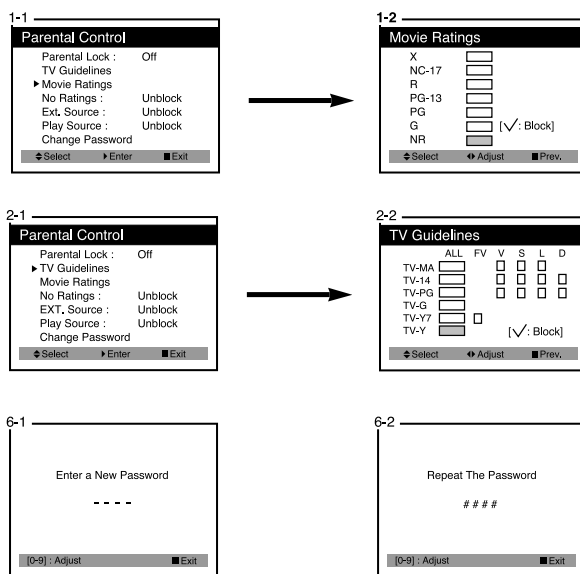 1-1
Parental Control
Parental Lock : Off
TV Guidelines
▶ Movie Ratings
No Ratings : Unblock
Ext. Source : Unblock
Play Source : Unblock
Change Password
◆Select ▶Enter ■Exit
1-2
Movie Ratings
X
NC-17
R
PG-13
PG
G [✓: Block]
NR
◆Select ◀▶Adjust ■Prev.
2-1
Parental Control
Parental Lock : Off
▶ TV Guidelines
Movie Ratings
No Ratings : Unblock
EXT. Source : Unblock
Play Source : Unblock
Change Password
◆Select ▶Enter ■Exit
2-2
TV Guidelines
ALL FV V S L D
TV-MA
TV-14
TV-PG
TV-G
TV-Y7
TV-Y [✓: Block]
◆Select ◀▶Adjust ■Prev.
6-1
Enter a New Password
- - - -
[0-9] : Adjust ■Exit
6-2
Repeat The Password
# # # #
[0-9] : Adjust ■Exit